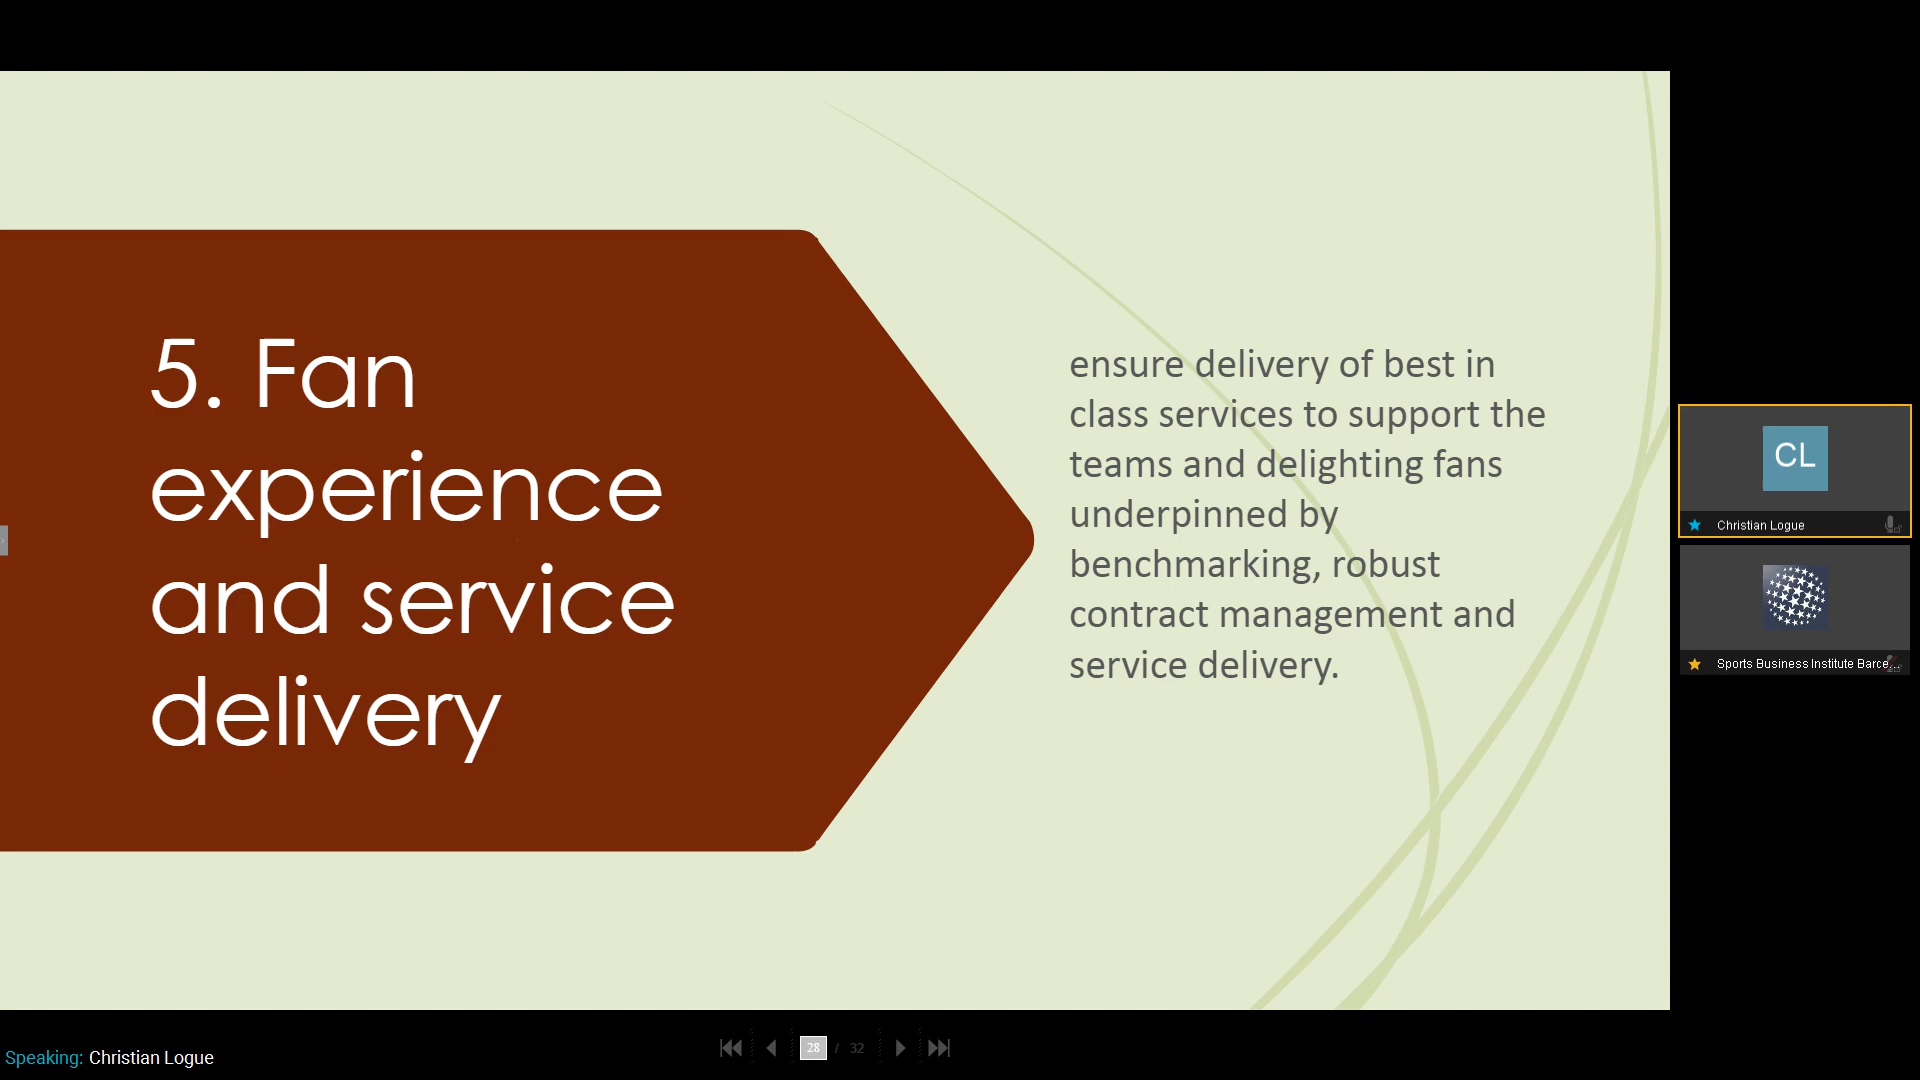 5. Fan
experience
and service
delivery
ensure delivery of best in
class services to support the
teams and delighting fans
underpinned by
benchmarking, robust
contract management and
service delivery.
CL
Christian Logue
Sports Business Institute Barce...
Speaking: Christian Logue
28 / 32